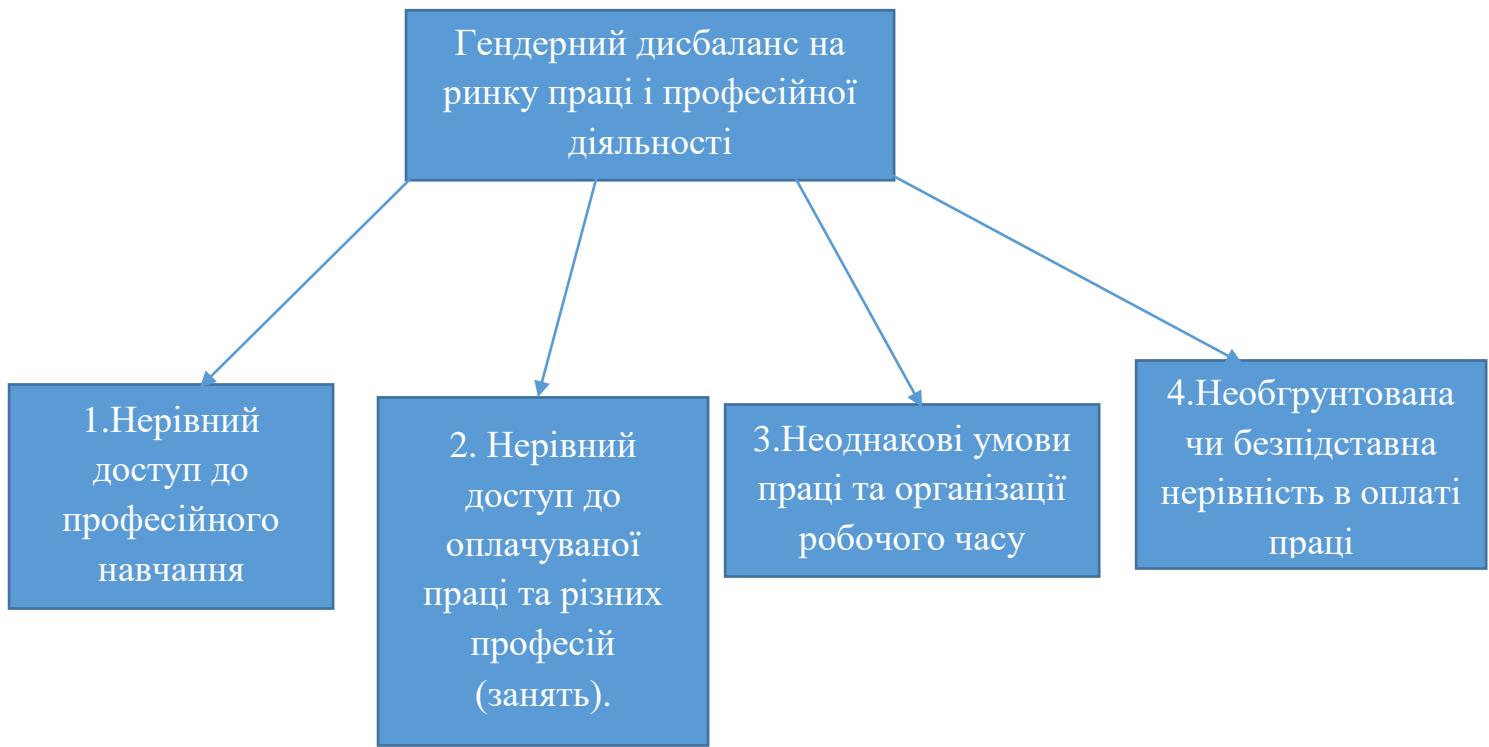 Гендерний дисбаланс на
ринку праці і професійної
діяльності
1.Нерівний
доступ до
професійного
навчання
2. Нерівний
доступ до
оплачуваної
праці та різних
професій
(занять).
3.Неоднакові умови
праці та організації
робочого часу
4.Необгрунтована
чи безпідставна
нерівність в оплаті
праці